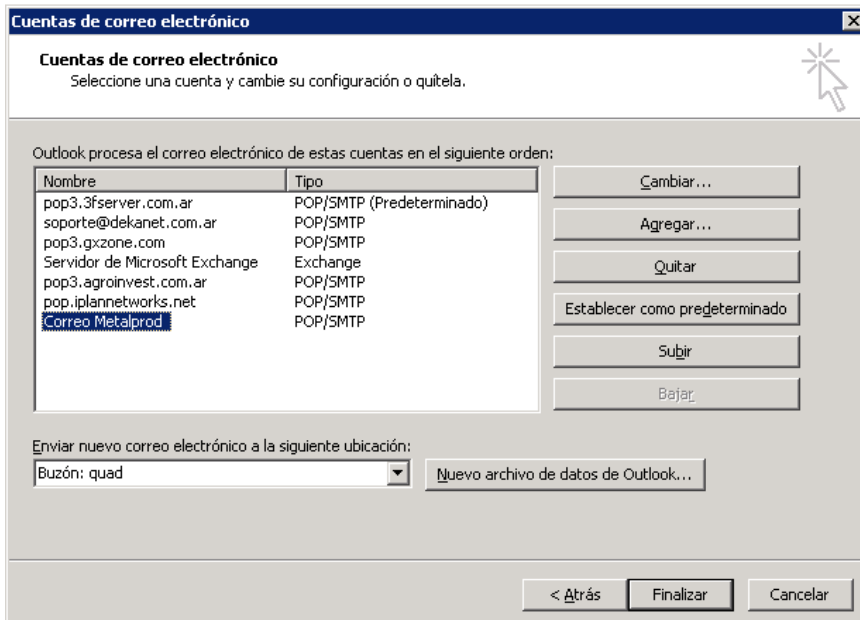 Cuentas de correo electrónico
Cuentas de correo electrónico
Seleccione una cuenta y cambie su configuración o quítela.
Outlook procesa el correo electrónico de estas cuentas en el siguiente orden:
Nombre Tipo
pop3.3fserver.com.ar POP/SMTP (Predeterminado)
soporte@dekanet.com.ar POP/SMTP
pop3.gxzone.com POP/SMTP
Servidor de Microsoft Exchange Exchange
pop3.agroinvest.com.ar POP/SMTP
pop.iplannetworks.net POP/SMTP
Correo Metalprod POP/SMTP
Cambiar...
Agregar...
Quitar
Establecer como predeterminado
Subir
Bajar
Enviar nuevo correo electrónico a la siguiente ubicación:
Buzón: quad
Nuevo archivo de datos de Outlook...
< Atrás Finalizar Cancelar